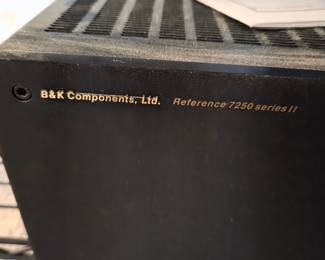 B&K Components, Ltd. Reference 7250 series II